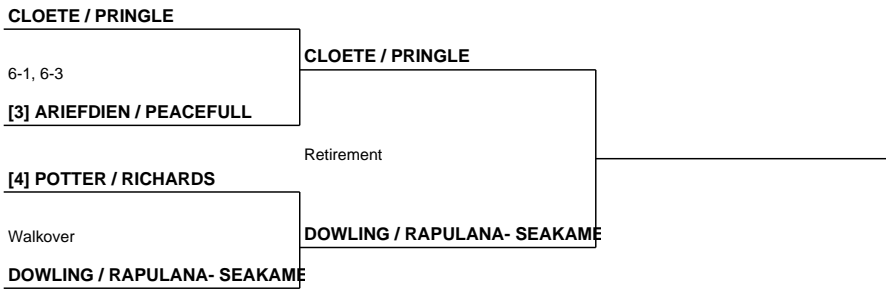 CLOETE / PRINGLE
CLOETE / PRINGLE
6-1, 6-3
[3] ARIEFDIEN / PEACEFULL
Retirement
[4] POTTER / RICHARDS
Walkover
DOWLING / RAPULANA- SEAKAME
DOWLING / RAPULANA- SEAKAME